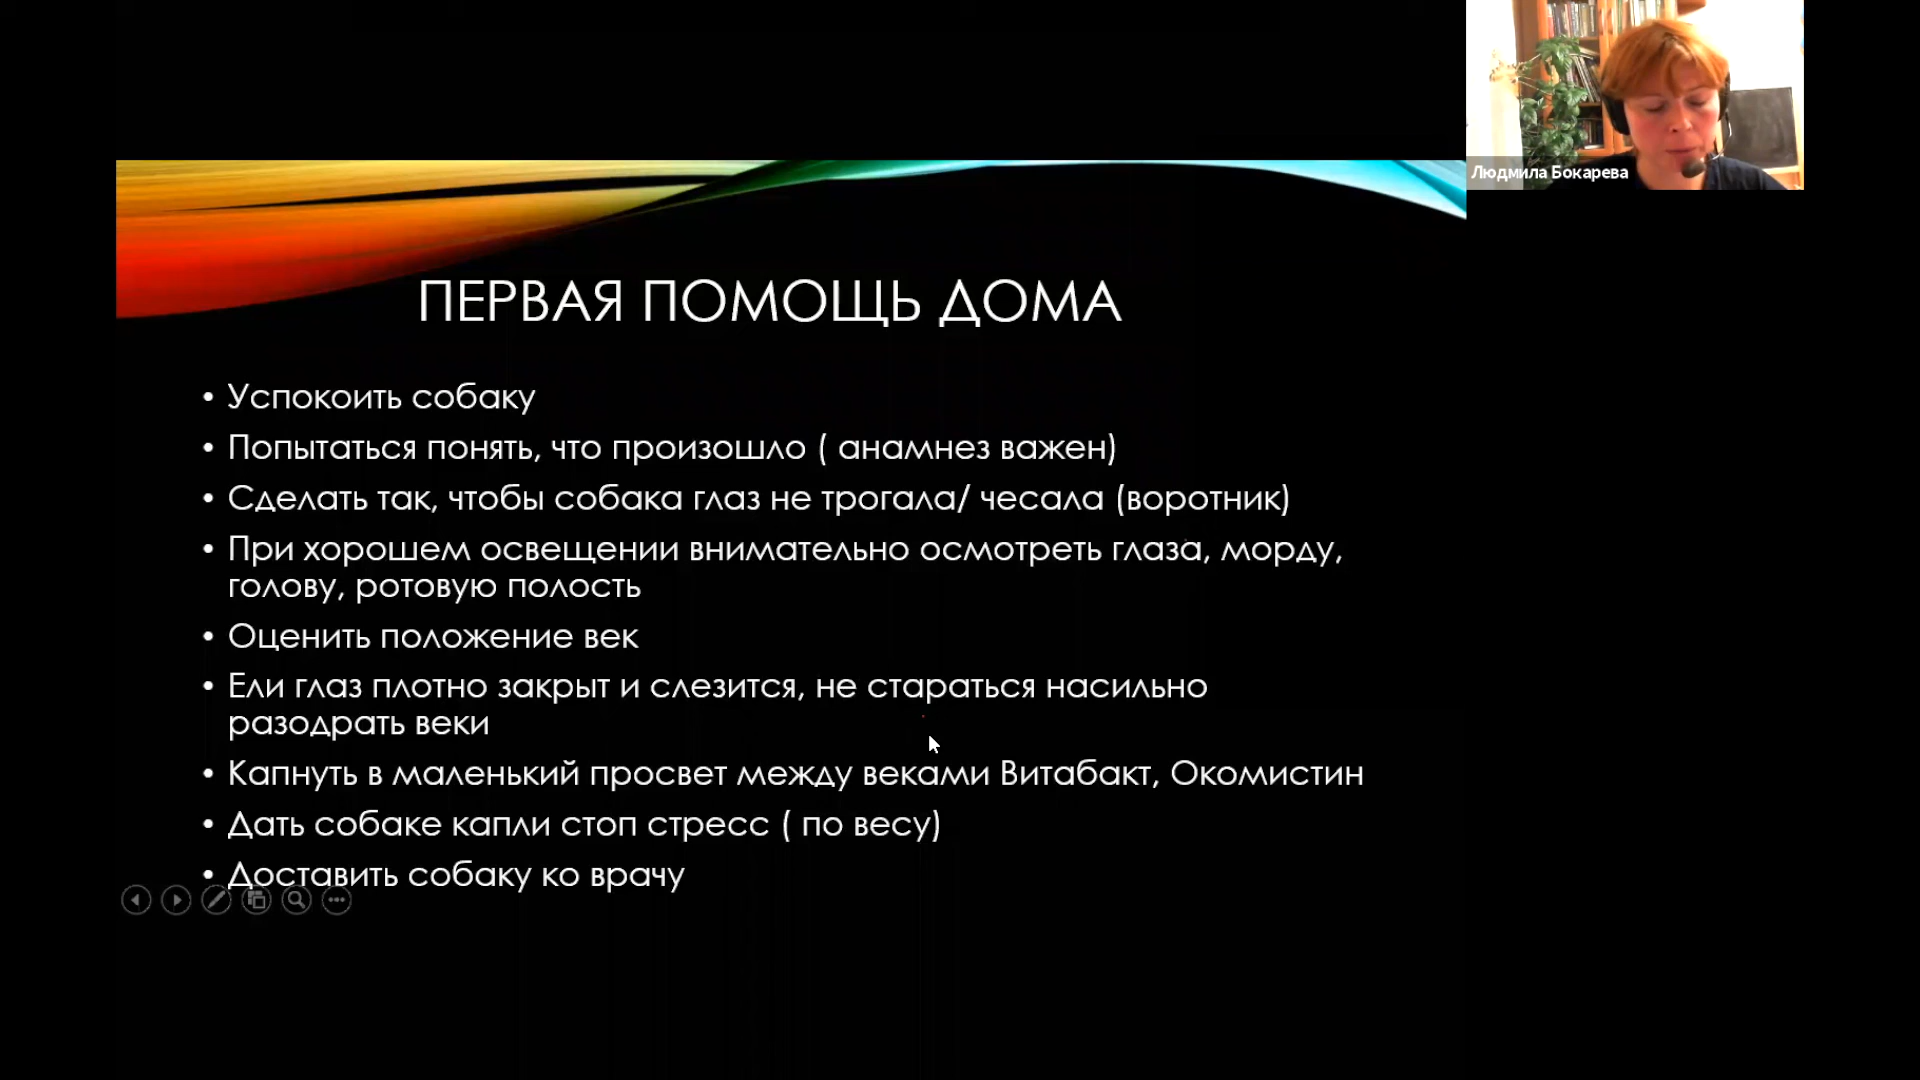 Людмила Бокарева
ПЕРВАЯ ПОМОЩЬ ДОМА
• Успокоить собаку
• Попытаться понять, что произошло ( анамнез важен)
• Сделать так, чтобы собака глаз не трогала/ чесала (воротник)
• При хорошем освещении внимательно осмотреть глаза, морду,
голову, ротовую полость
• Оценить положение век
• Ели глаз плотно закрыт и слезится, не стараться насильно
разодрать веки
• Капнуть в маленький просвет между веками Витабакт, Окомистин
• Дать собаке капли стоп стресс ( по весу)
• Доставить собаку ко врачу